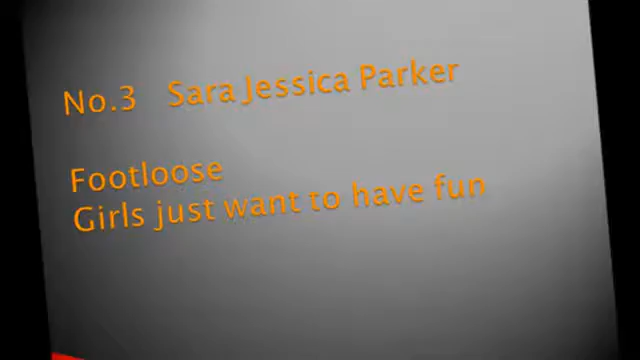 No.3 Sara Jessica Parker
Footloose
Girls just want to have fun